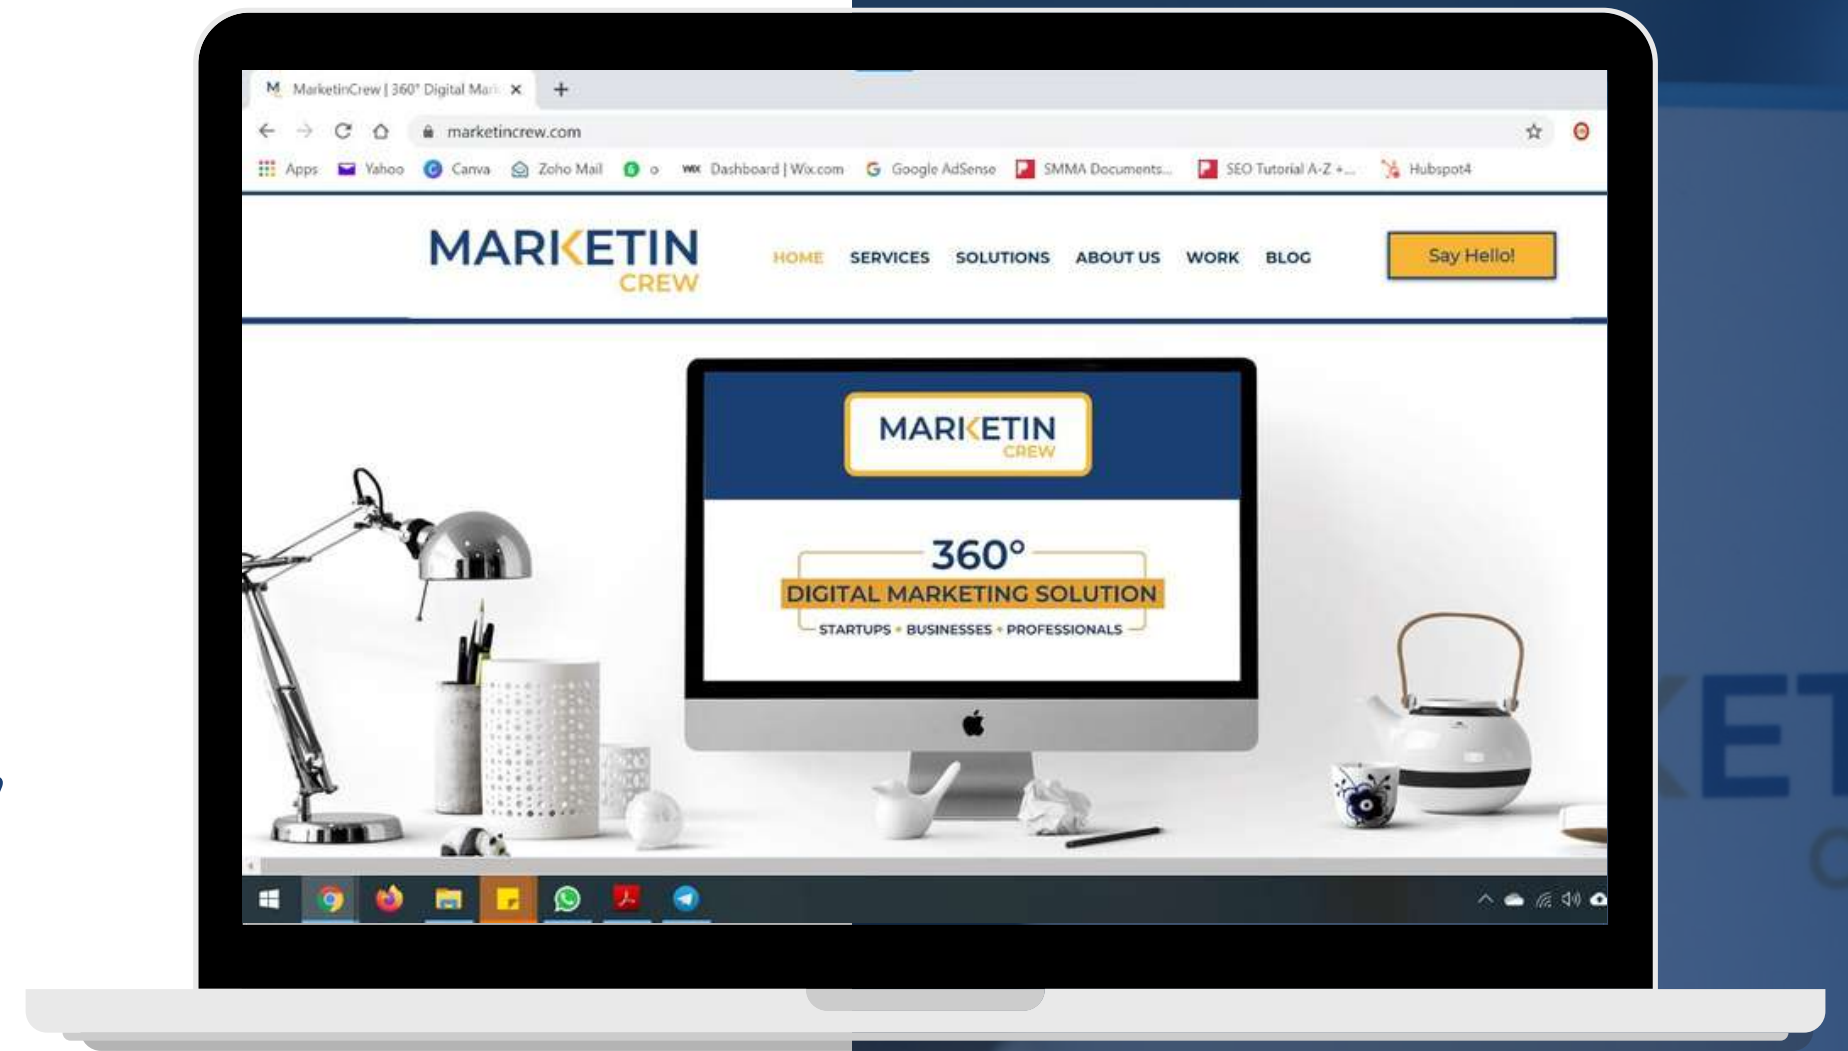 MarketinCrew | 360° Digital Mar
marketincrew.com
Apps Yahoo Canva Zoho Mail o WiX Dashboard | Wix.com Google AdSense SMMA Documents... SEO Tutorial A-Z +... Hubspot4
MARKETIN
CREW
HOME SERVICES SOLUTIONS ABOUT US WORK BLOG Say Hello!
MARKETIN
CREW
360°
DIGITAL MARKETING SOLUTION
STARTUPS • BUSINESSES • PROFESSIONALS
KET